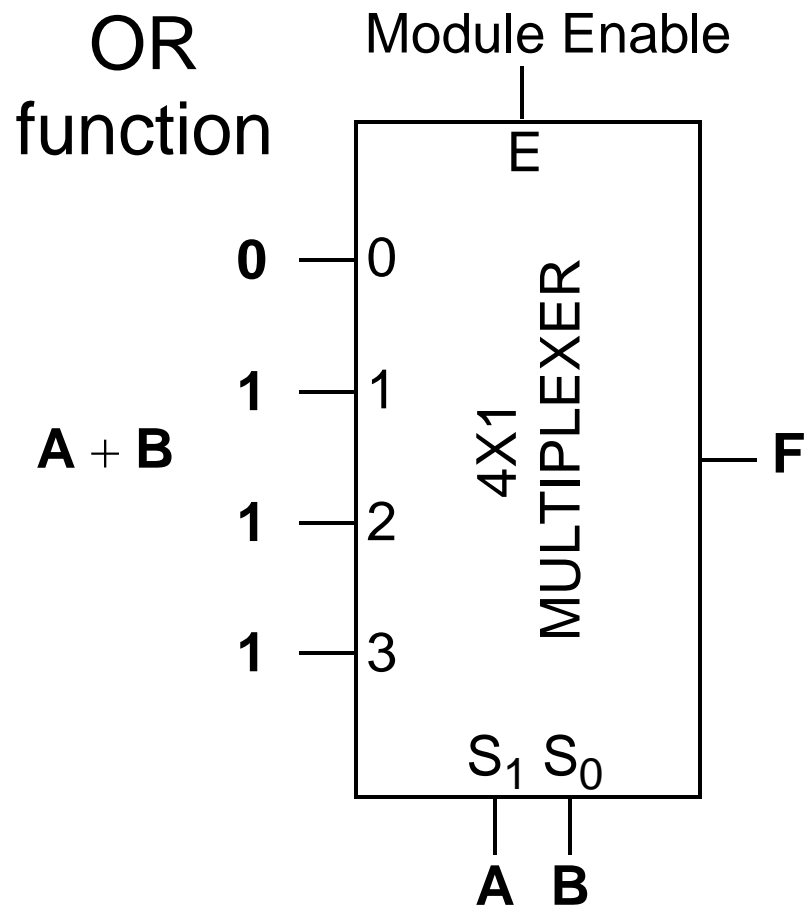 OR
function
Module Enable
E
0 0
1 1
A + B
1 2
1 3
4X1
MULTIPLEXER
F
S₁ S₀
A B